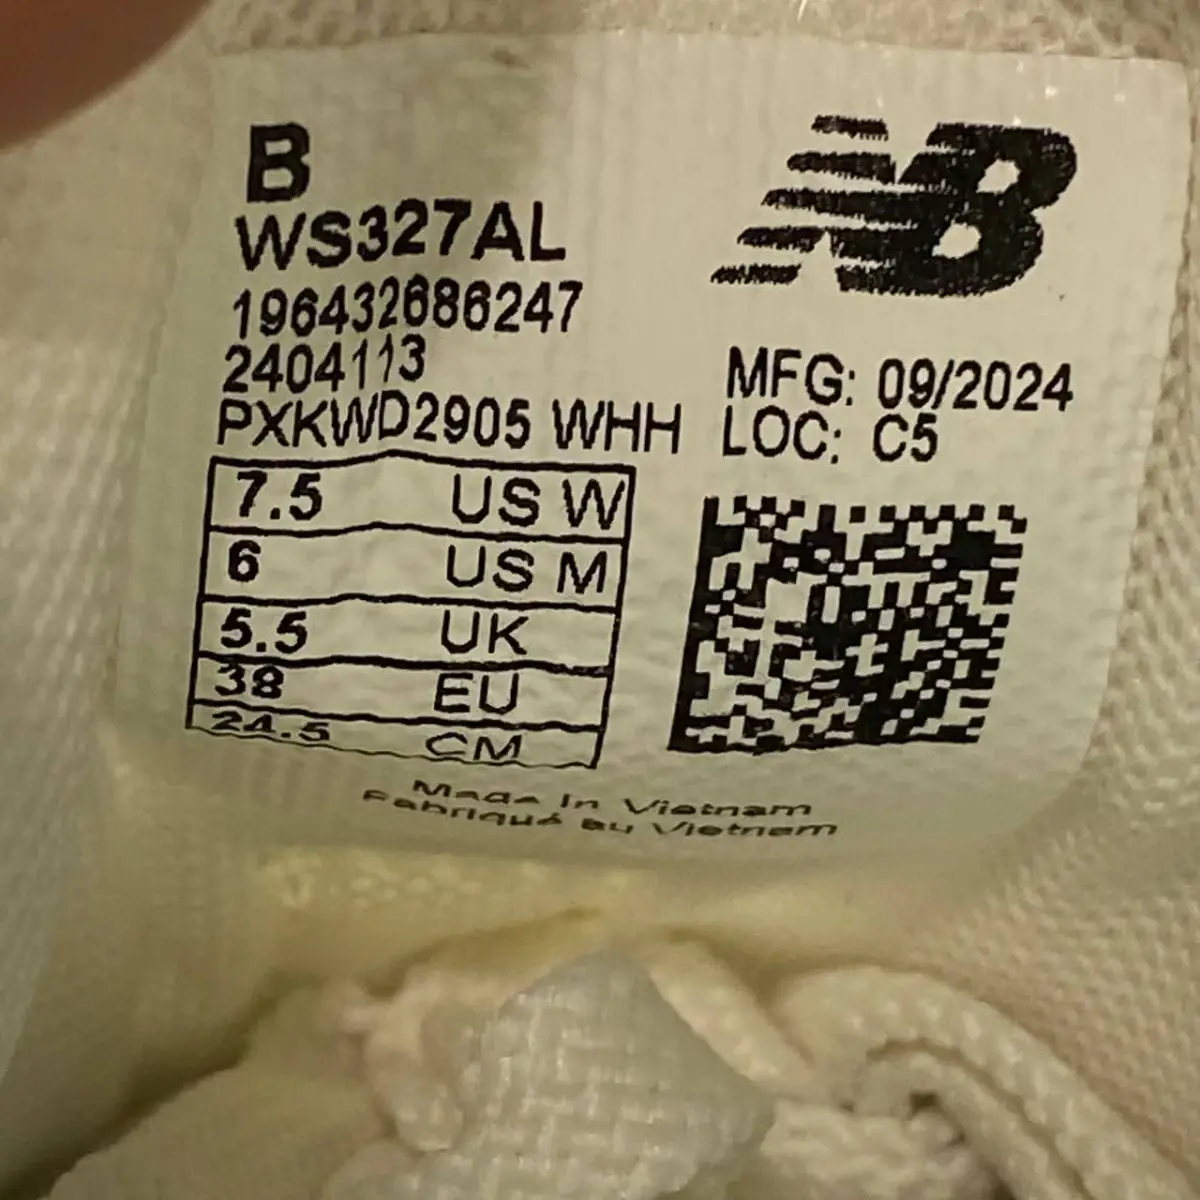 B
WS327AL
196432686247
2404113
PXKWD2905 WHH
NB
MFG: 09/2024
LOC: C5
7.5 US W
6 US M
5.5 UK
38 EU
24.5 CM
Made In Vietnam
Fabriqué au Vietnam